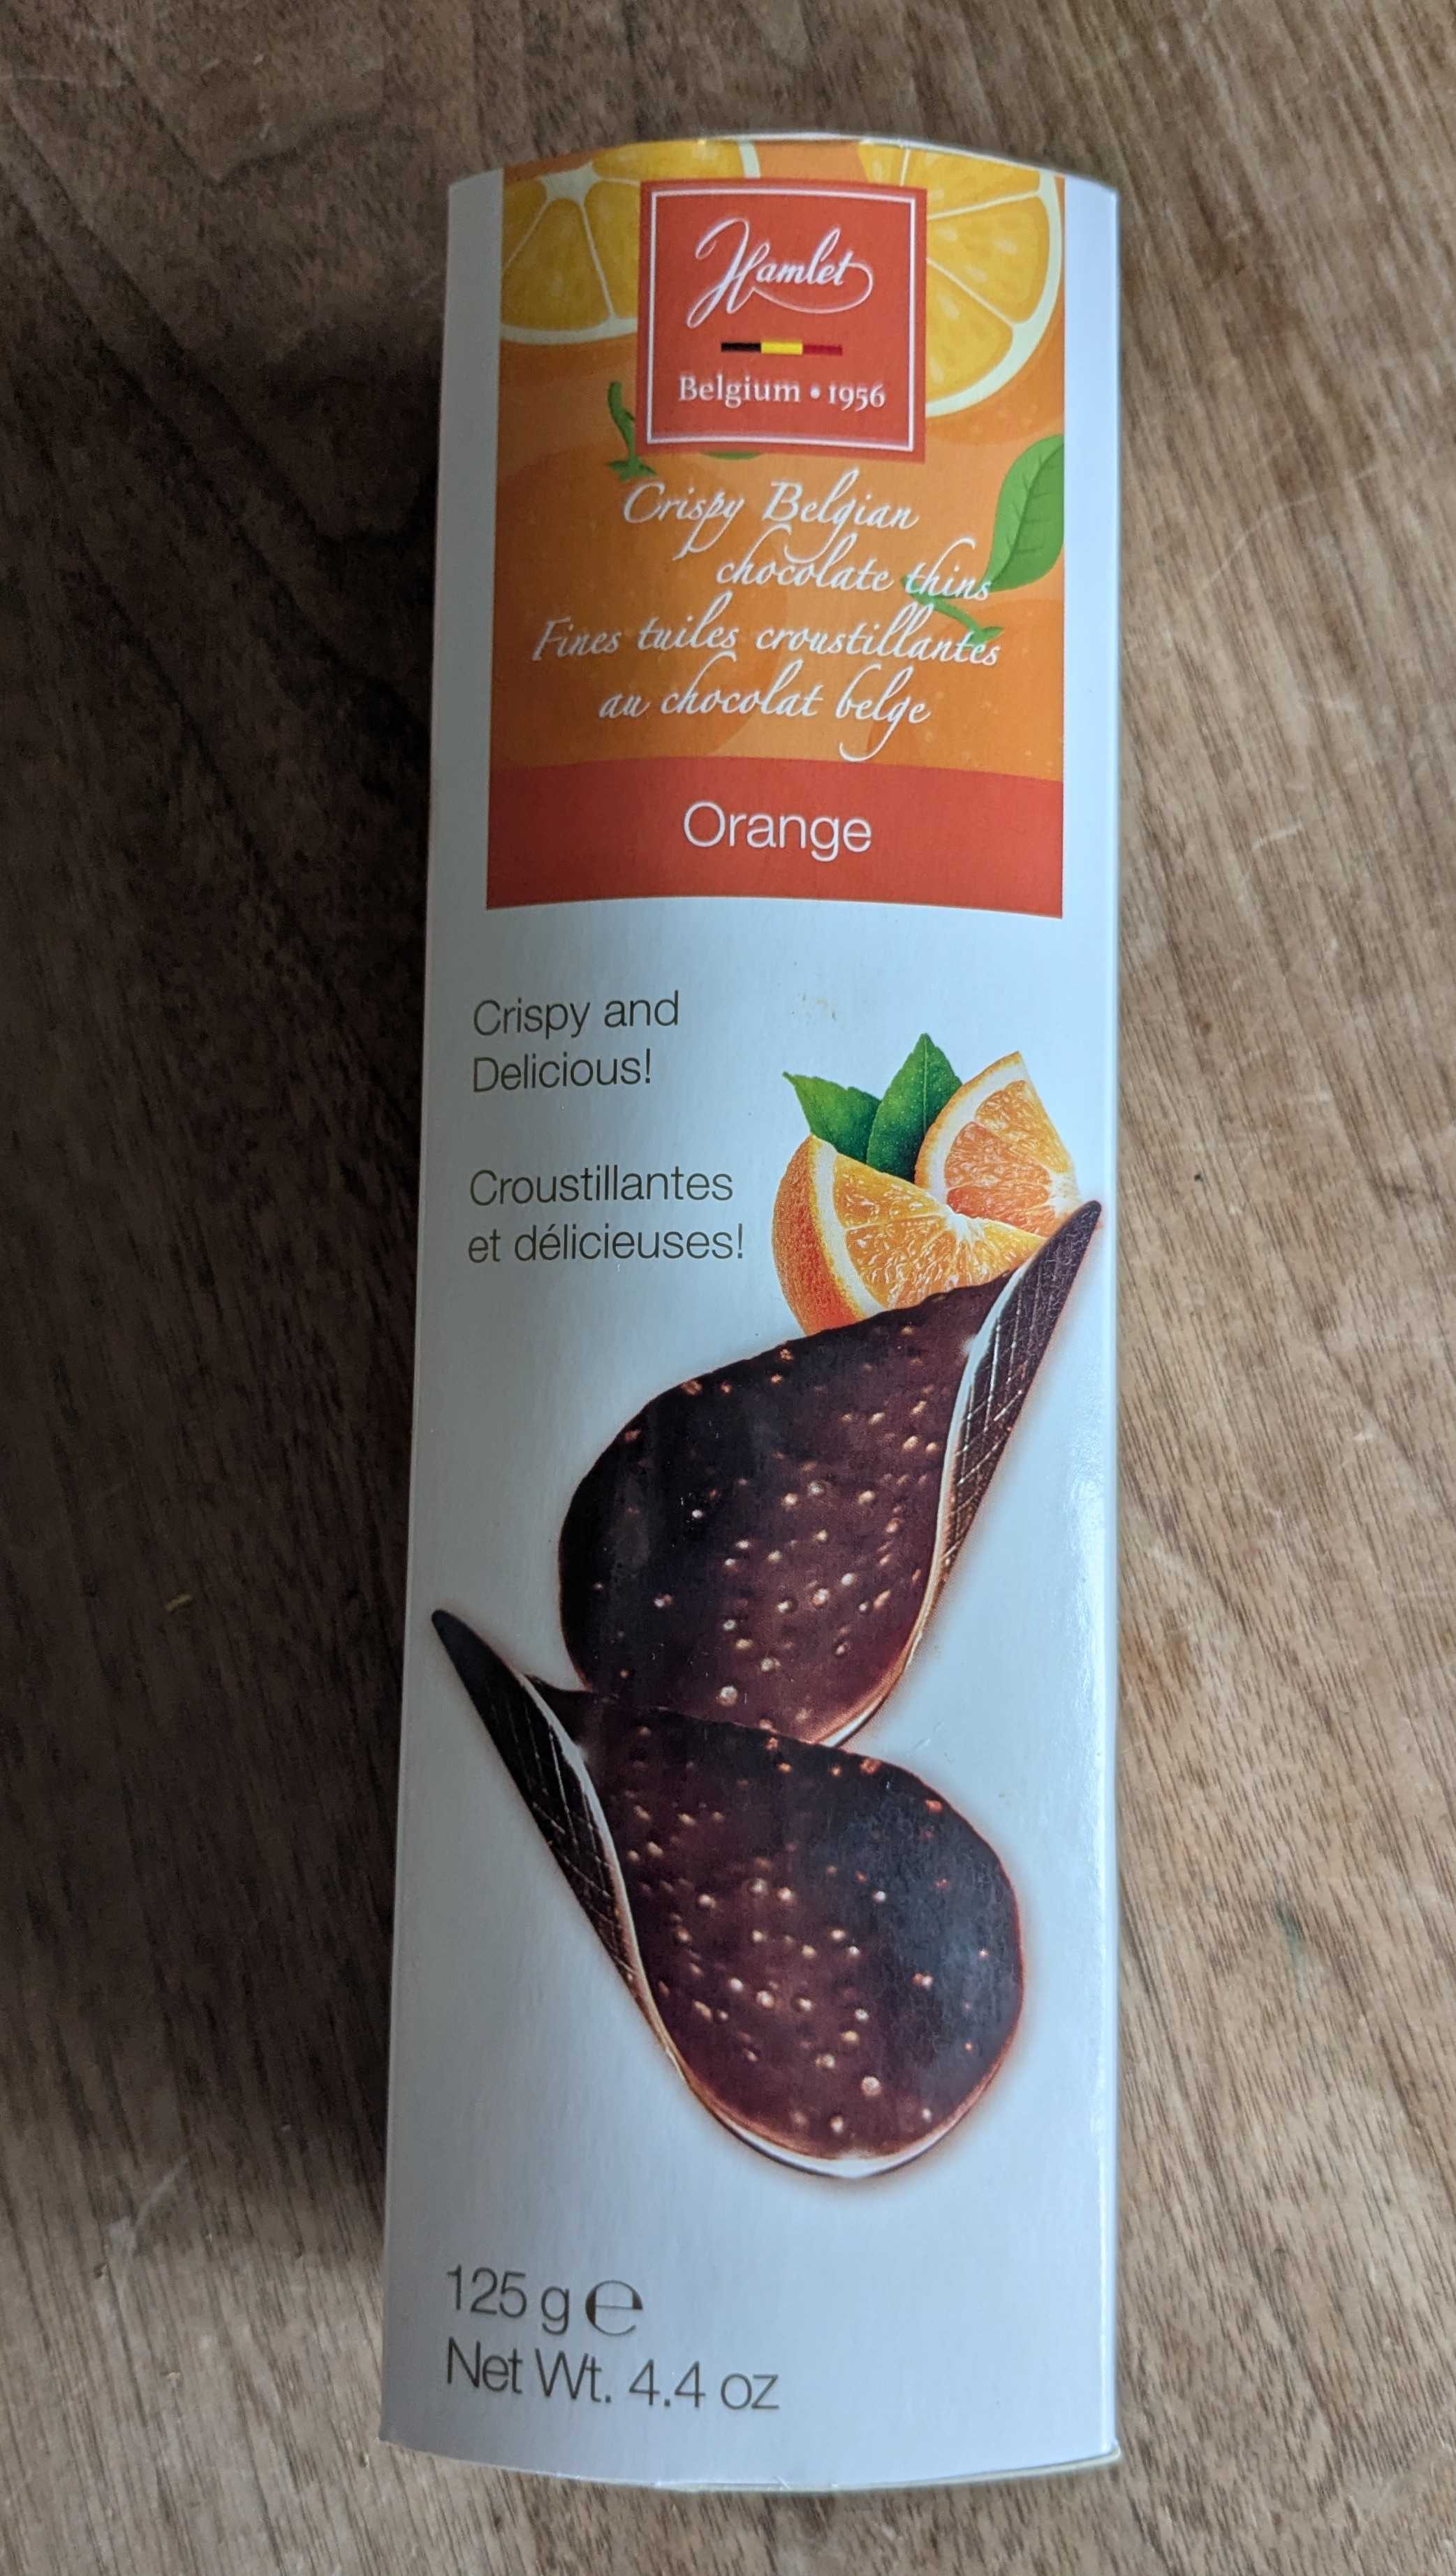 Hamlet
Belgium • 1956
Crispy Belgian
chocolate thins
Fines tuiles croustillantes
au chocolat belge
Orange
Crispy and
Delicious!
Croustillantes
et délicieuses!
125 g ℮
Net Wt. 4.4 oz